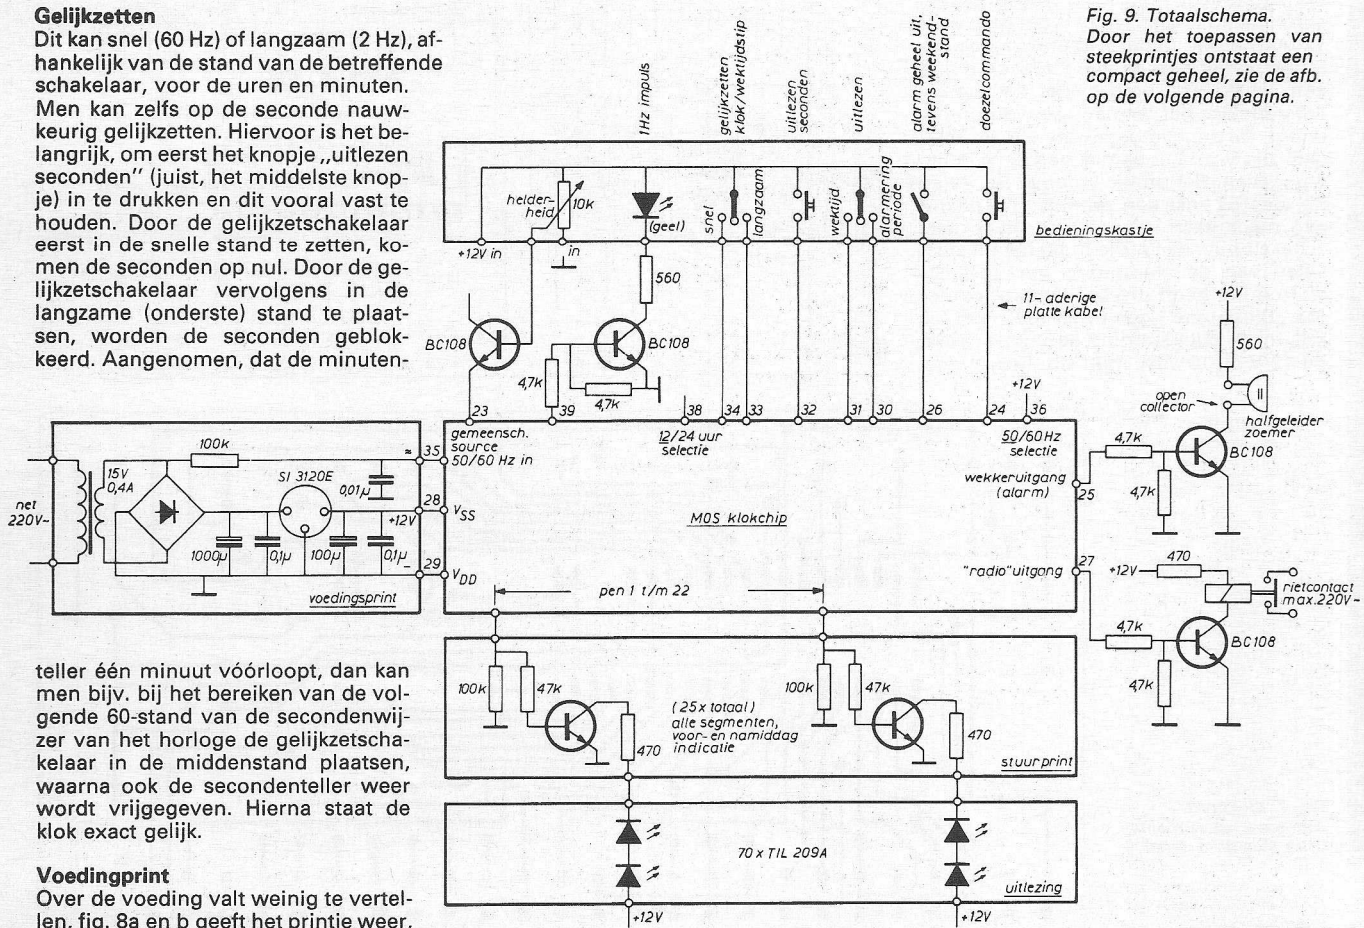 Gelijkzetten
Dit kan snel (60 Hz) of langzaam (2 Hz), af-
hankelijk van de stand van de betreffende
schakelaar, voor de uren en minuten.
Men kan zelfs op de seconde nauw-
keurig gelijkzetten. Hiervoor is het be-
langrijk, om eerst het knopje „uitlezen
seconden” (juist, het middelste knop-
je) in te drukken en dit vooral vast te
houden. Door de gelijkzetschakelaar
eerst in de snelle stand te zetten, ko-
men de seconden op nul. Door de ge-
lijkzetschakelaar vervolgens in de
langzame (onderste) stand te plaat-
sen, worden de seconden geblok-
keerd. Aangenomen, dat de minuten-
Fig. 9. Totaalschema.
Door het toepassen van
steekprintjes ontstaat een
compact geheel, zie de afb.
op de volgende pagina.
1Hz impuls
gelijkzetten
klok/wektijdstip
uitlezen
seconden
uitlezen
alarm geheel uit,
tevens weekend-
stand
doezelcommando
helder-
heid
10k
(geel)
snel
langzaam
wektijd
alarmering
periode
bedieningskastje
+12V in
in
560
11-aderige
platte kabel
BC108
BC108
4,7k
4,7k
+12V
23
39
38
34
33
32
31
30
26
24
36
gemeensch.
source
50/60 Hz in
12/24 uur
selectie
50/60Hz
selectie
wekkeruitgang
(alarm)
25
MOS klokchip
"radio"uitgang
27
pen 1 t/m 22
35
28
VSS
29
VDD
net
220V~
15V
0,4A
100k
≈
SI 3120E
0,01µ
+12V
1000µ
0,1µ
100µ
0,1µ
−
voedingsprint
+12V
560
open
collector
halfgeleider
zoemer
4,7k
BC108
4,7k
+12V
470
rietcontact
max.220V~
4,7k
BC108
4,7k
100k
47k
470
(25x totaal)
alle segmenten,
voor- en namiddag
indicatie
100k
47k
470
stuurprint
70 x TIL 209A
uitlezing
+12V
+12V
teller één minuut vóórloopt, dan kan
men bijv. bij het bereiken van de vol-
gende 60-stand van de secondenwij-
zer van het horloge de gelijkzetscha-
kelaar in de middenstand plaatsen,
waarna ook de secondenteller weer
wordt vrijgegeven. Hierna staat de
klok exact gelijk.
Voedingprint
Over de voeding valt weinig te vertel-
len, fig. 8a en b geeft het printje weer,